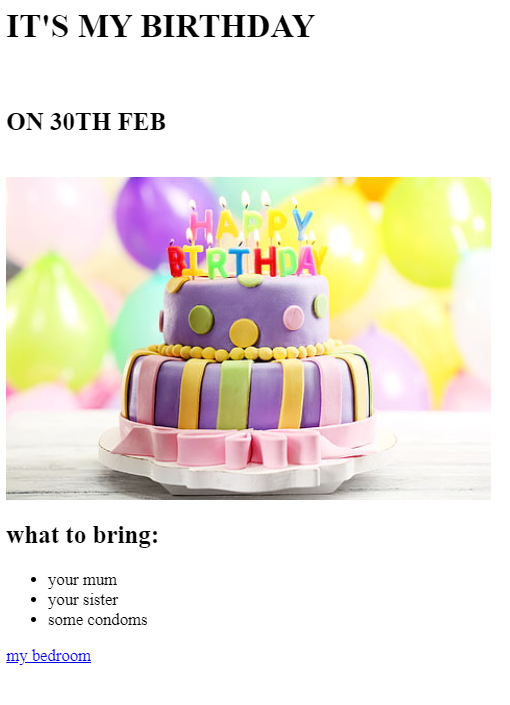 IT'S MY BIRTHDAY
ON 30TH FEB
HAPPY
BIRTHDAY
what to bring:
your mum
your sister
some condoms
my bedroom